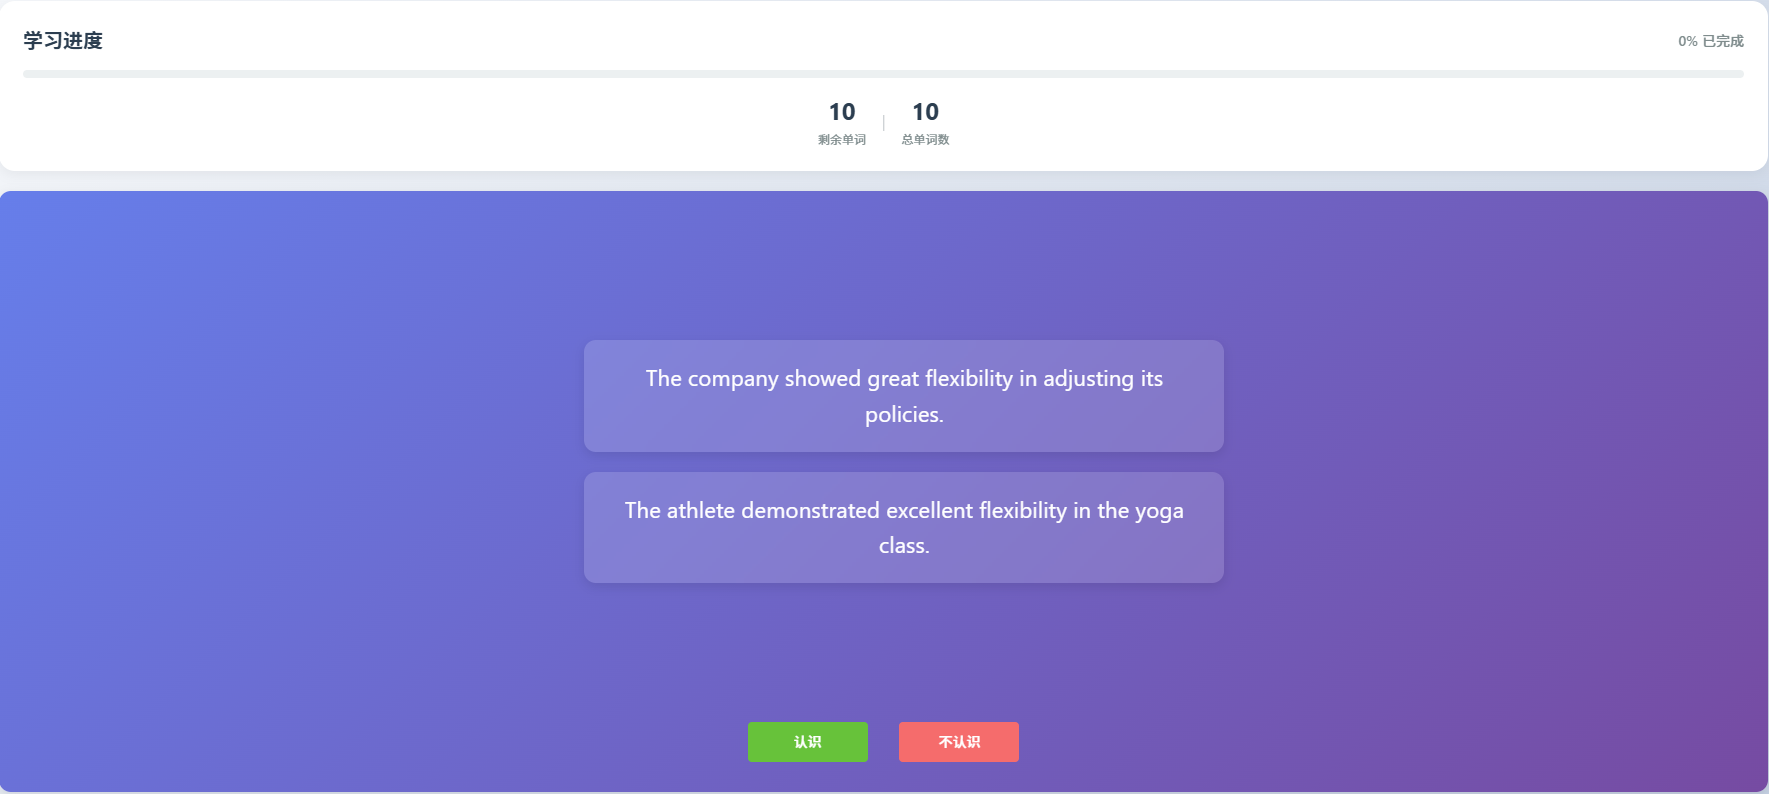 学习进度
0% 已完成
10
剩余单词
|
10
总单词数
The company showed great flexibility in adjusting its
policies.
The athlete demonstrated excellent flexibility in the yoga
class.
认识
不认识